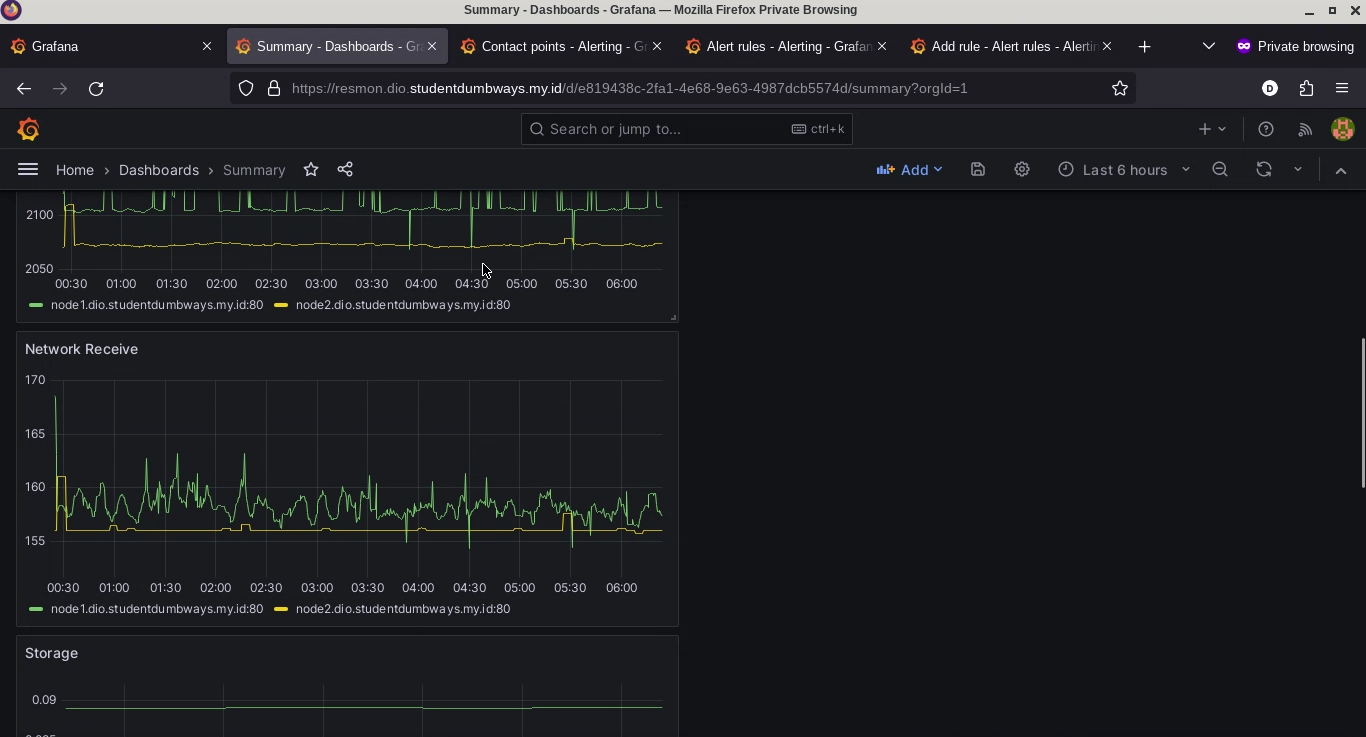 Summary - Dashboards - Grafana — Mozilla Firefox Private Browsing
Grafana
Summary - Dashboards - Gr
Contact points - Alerting - Gr
Alert rules - Alerting - Grafan
Add rule - Alert rules - Alertin
Private browsing
https://resmon.dio.studentdumbways.my.id/d/e819438c-2fa1-4e68-9e63-4987dcb5574d/summary?orgId=1
D
Search or jump to...
ctrl+k
Home > Dashboards > Summary
Add
Last 6 hours
2100
2050
00:30 01:00 01:30 02:00 02:30 03:00 03:30 04:00 04:30 05:00 05:30 06:00
node1.dio.studentdumbways.my.id:80 node2.dio.studentdumbways.my.id:80
Network Receive
170
165
160
155
00:30 01:00 01:30 02:00 02:30 03:00 03:30 04:00 04:30 05:00 05:30 06:00
node1.dio.studentdumbways.my.id:80 node2.dio.studentdumbways.my.id:80
Storage
0.09